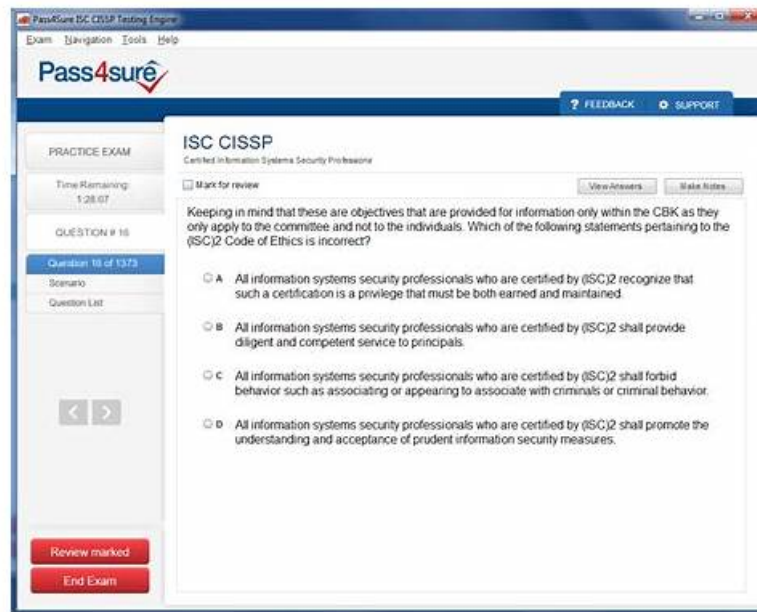 Pass4Sure ISC CISSP Testing Engine
Exam Navigation Tools Help
Pass4sure
? FEEDBACK SUPPORT
PRACTICE EXAM
Time Remaining:
1:28:07
QUESTION # 16
Question 16 of 1373
Scenario
Question List
Review marked
End Exam
ISC CISSP
Certified Information Systems Security Professiona
Mark for review
View Answers Make Notes
Keeping in mind that these are objectives that are provided for information only within the CBK as they
only apply to the committee and not to the individuals. Which of the following statements pertaining to the
(ISC)2 Code of Ethics is incorrect?
A All information systems security professionals who are certified by (ISC)2 recognize that
such a certification is a privilege that must be both earned and maintained.
B All information systems security professionals who are certified by (ISC)2 shall provide
diligent and competent service to principals.
C All information systems security professionals who are certified by (ISC)2 shall forbid
behavior such as associating or appearing to associate with criminals or criminal behavior.
D All information systems security professionals who are certified by (ISC)2 shall promote the
understanding and acceptance of prudent information security measures.